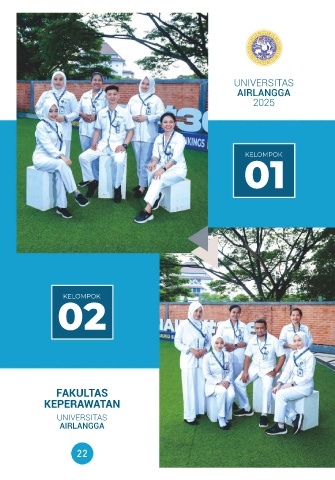 UNIVERSITAS
AIRLANGGA
2025
KELOMPOK
01
KELOMPOK
02
FAKULTAS
KEPERAWATAN
UNIVERSITAS
AIRLANGGA
22